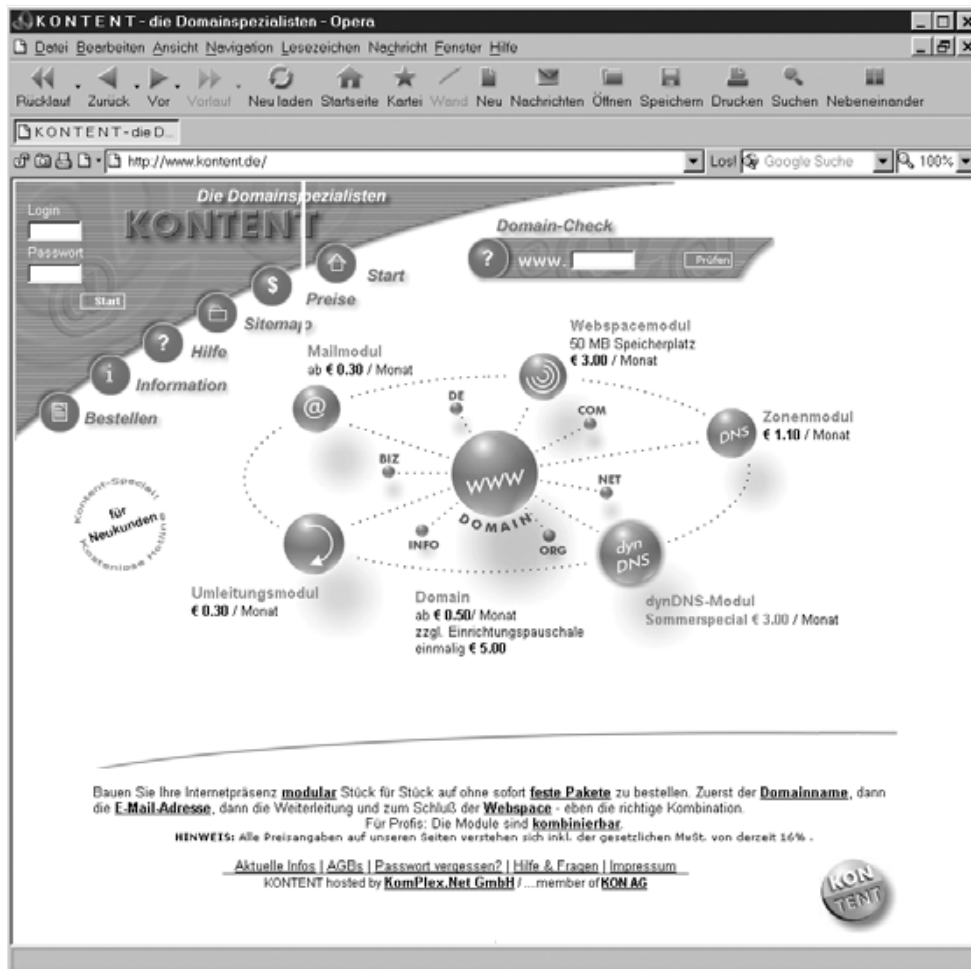 KONTENT - die Domainspezialisten - Opera
Datei Bearbeiten Ansicht Navigation Lesezeichen Nachricht Fenster Hilfe
Rücklauf Zurück Vor Vorlauf Neu laden Startseite Kartei Wand Neu Nachrichten Öffnen Speichern Drucken Suchen Nebeneinander
KONTENT - die D...
http://www.kontent.de/ Los! Google Suche 100%
Die Domainspezialisten
KONTENT
Login
Passwort
Start
Domain-Check
? www. Prüfen
Start
$ Preise
Sitemap
? Hilfe
i Information
Bestellen
Webspacemodul
50 MB Speicherplatz
€ 3.00 / Monat
Mailmodul
ab € 0.30 / Monat
@
DE
COM
Zonenmodul
€ 1.10 / Monat
DNS
BIZ
WWW
NET
DOMAIN
INFO
ORG
dyn
DNS
Kontent-Special!
für
Neukunden
Kostenlose Hotline
Umleitungsmodul
€ 0.30 / Monat
Domain
ab € 0.50/ Monat
zzgl. Einrichtungspauschale
einmalig € 5.00
dynDNS-Modul
Sommerspecial € 3.00 / Monat
Bauen Sie Ihre Internetpräsenz modular Stück für Stück auf ohne sofort feste Pakete zu bestellen. Zuerst der Domainname, dann
die E-Mail-Adresse, dann die Weiterleitung und zum Schluß der Webspace - eben die richtige Kombination.
Für Profis: Die Module sind kombinierbar.
HINWEIS: Alle Preisangaben auf unseren Seiten verstehen sich inkl. der gesetzlichen MwSt. von derzeit 16% .
Aktuelle Infos | AGBs | Passwort vergessen? | Hilfe & Fragen | Impressum
KONTENT hosted by KomPlex.Net GmbH / ...member of KON AG
KON
TENT